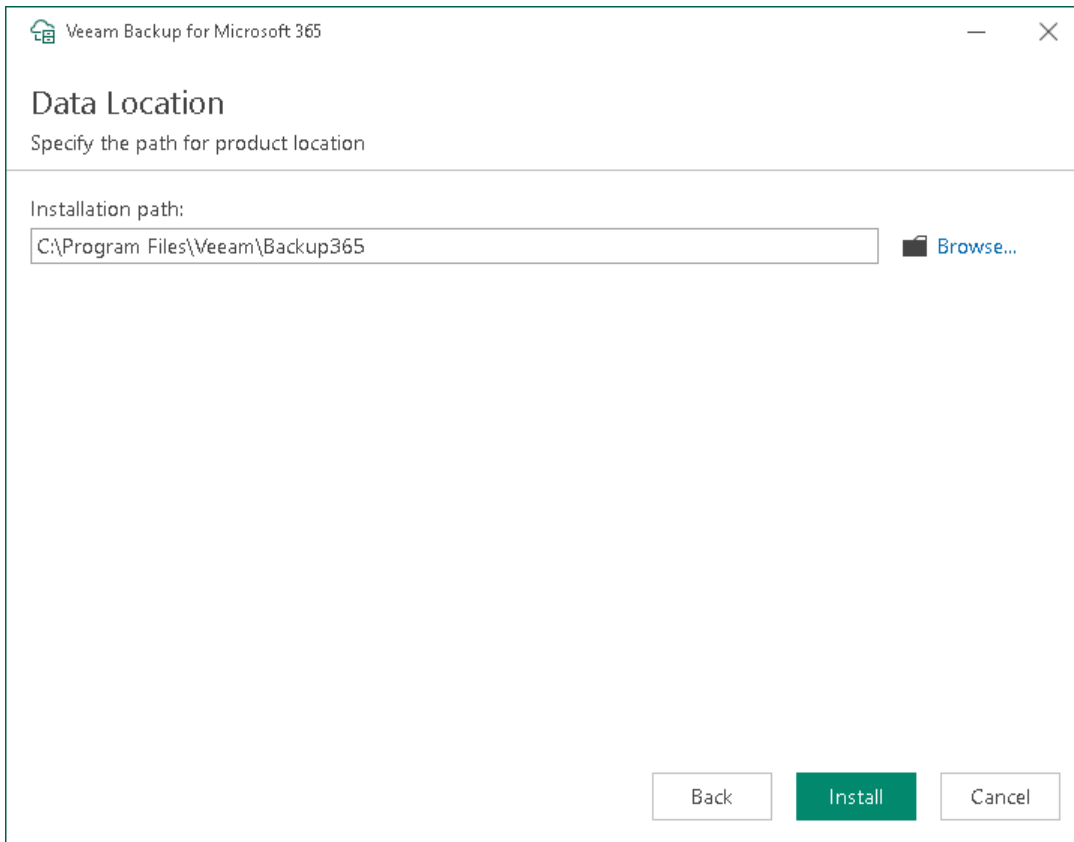 Veeam Backup for Microsoft 365
Data Location
Specify the path for product location
Installation path:
C:\Program Files\Veeam\Backup365
Browse...
Back
Install
Cancel